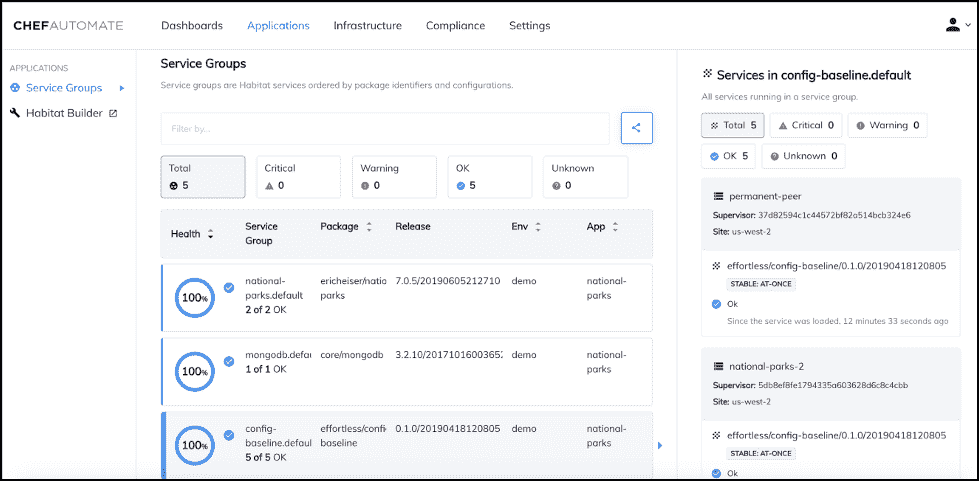 CHEFAUTOMATE
Dashboards
Applications
Infrastructure
Compliance
Settings
APPLICATIONS
Service Groups
Habitat Builder
Service Groups
Service groups are Habitat services ordered by package identifiers and configurations.
Filter by...
Total
5
Critical
0
Warning
0
OK
5
Unknown
0
Health
Service
Group
Package
Release
Env
App
100%
national-
parks.default
2 of 2 OK
ericheiser/natio
parks
7.0.5/20190605212710
demo
national-
parks
100%
mongodb.defau
1 of 1 OK
core/mongodb
3.2.10/20171016003652
demo
national-
parks
100%
config-
baseline.default
5 of 5 OK
effortless/confi
baseline
0.1.0/20190418120805
demo
national-
parks
Services in config-baseline.default
All services running in a service group.
Total 5
Critical 0
Warning 0
OK 5
Unknown 0
permanent-peer
Supervisor: 37d82594c1c44572bf82a514bcb324e6
Site: us-west-2
effortless/config-baseline/0.1.0/20190418120805
STABLE: AT-ONCE
Ok
Since the service was loaded. 12 minutes 33 seconds ago
national-parks-2
Supervisor: 5db8ef8fe1794335a603628d6c8c4cbb
Site: us-west-2
effortless/config-baseline/0.1.0/20190418120805
STABLE: AT-ONCE
Ok